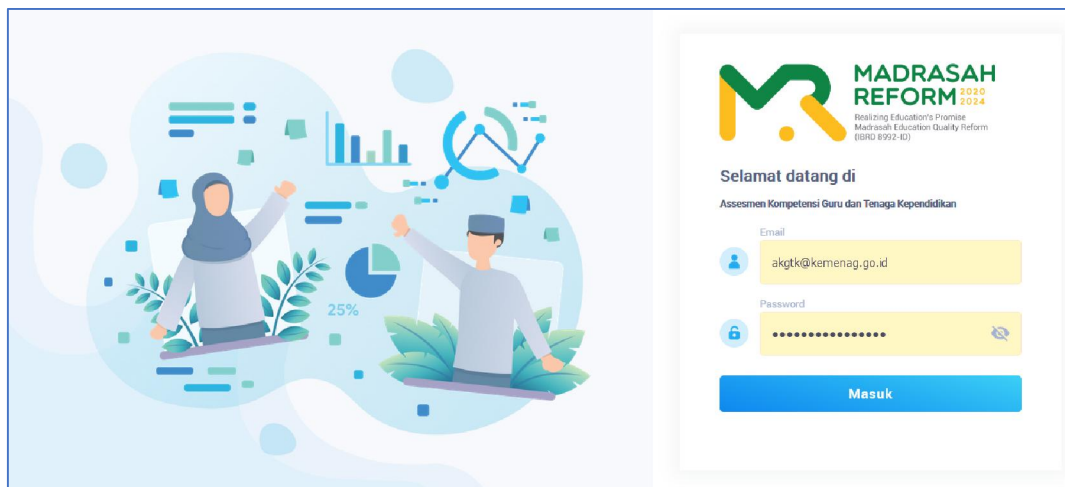 25%
MADRASAH
REFORM 2020 2024
Realizing Education's Promise
Madrasah Education Quality Reform
(IBRD 8992-ID)
Selamat datang di
Assesmen Kompetensi Guru dan Tenaga Kependidikan
Email
akgtk@kemenag.go.id
Password
••••••••••••••••
Masuk